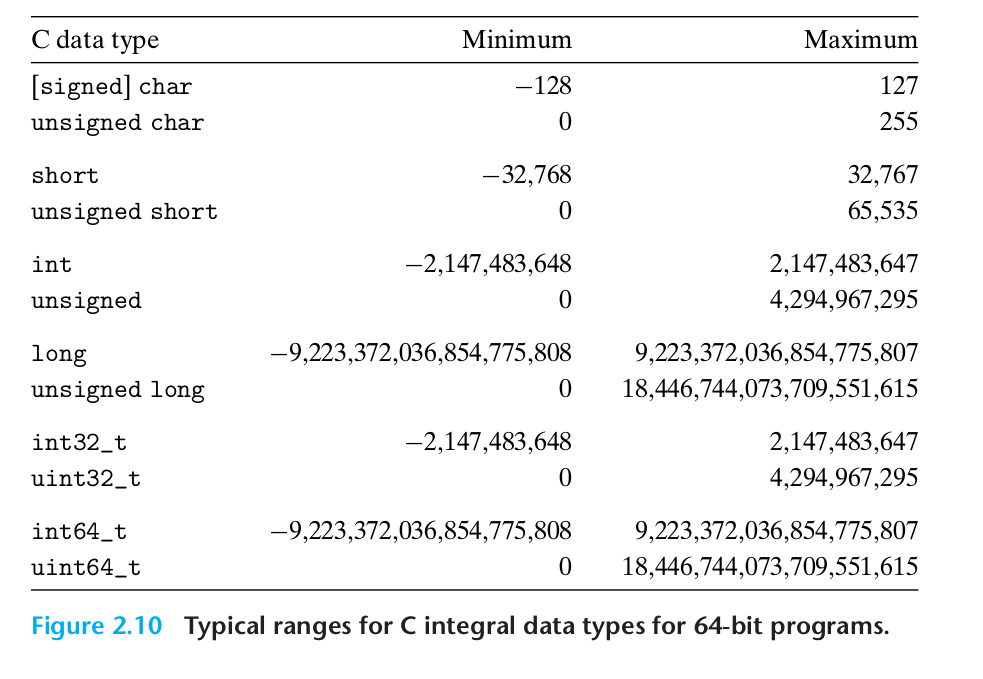 C data type Minimum Maximum
[signed] char −128 127
unsigned char 0 255
short −32,768 32,767
unsigned short 0 65,535
int −2,147,483,648 2,147,483,647
unsigned 0 4,294,967,295
long −9,223,372,036,854,775,808 9,223,372,036,854,775,807
unsigned long 0 18,446,744,073,709,551,615
int32_t −2,147,483,648 2,147,483,647
uint32_t 0 4,294,967,295
int64_t −9,223,372,036,854,775,808 9,223,372,036,854,775,807
uint64_t 0 18,446,744,073,709,551,615
Figure 2.10 Typical ranges for C integral data types for 64-bit programs.